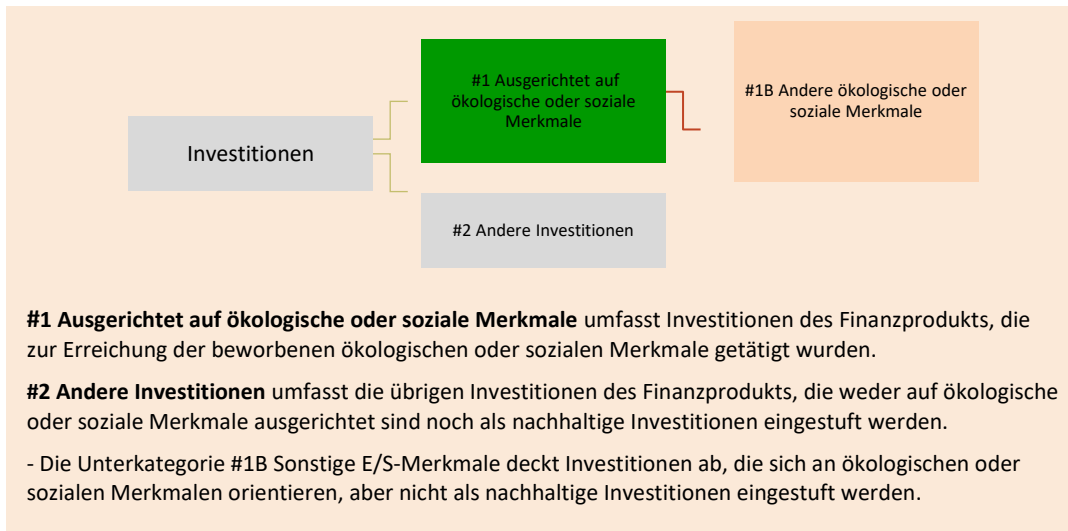 #1 Ausgerichtet auf
ökologische oder soziale
Merkmale
#1B Andere ökologische oder
soziale Merkmale
Investitionen
#2 Andere Investitionen
#1 Ausgerichtet auf ökologische oder soziale Merkmale umfasst Investitionen des Finanzprodukts, die
zur Erreichung der beworbenen ökologischen oder sozialen Merkmale getätigt wurden.
#2 Andere Investitionen umfasst die übrigen Investitionen des Finanzprodukts, die weder auf ökologische
oder soziale Merkmale ausgerichtet sind noch als nachhaltige Investitionen eingestuft werden.
- Die Unterkategorie #1B Sonstige E/S-Merkmale deckt Investitionen ab, die sich an ökologischen oder
sozialen Merkmalen orientieren, aber nicht als nachhaltige Investitionen eingestuft werden.